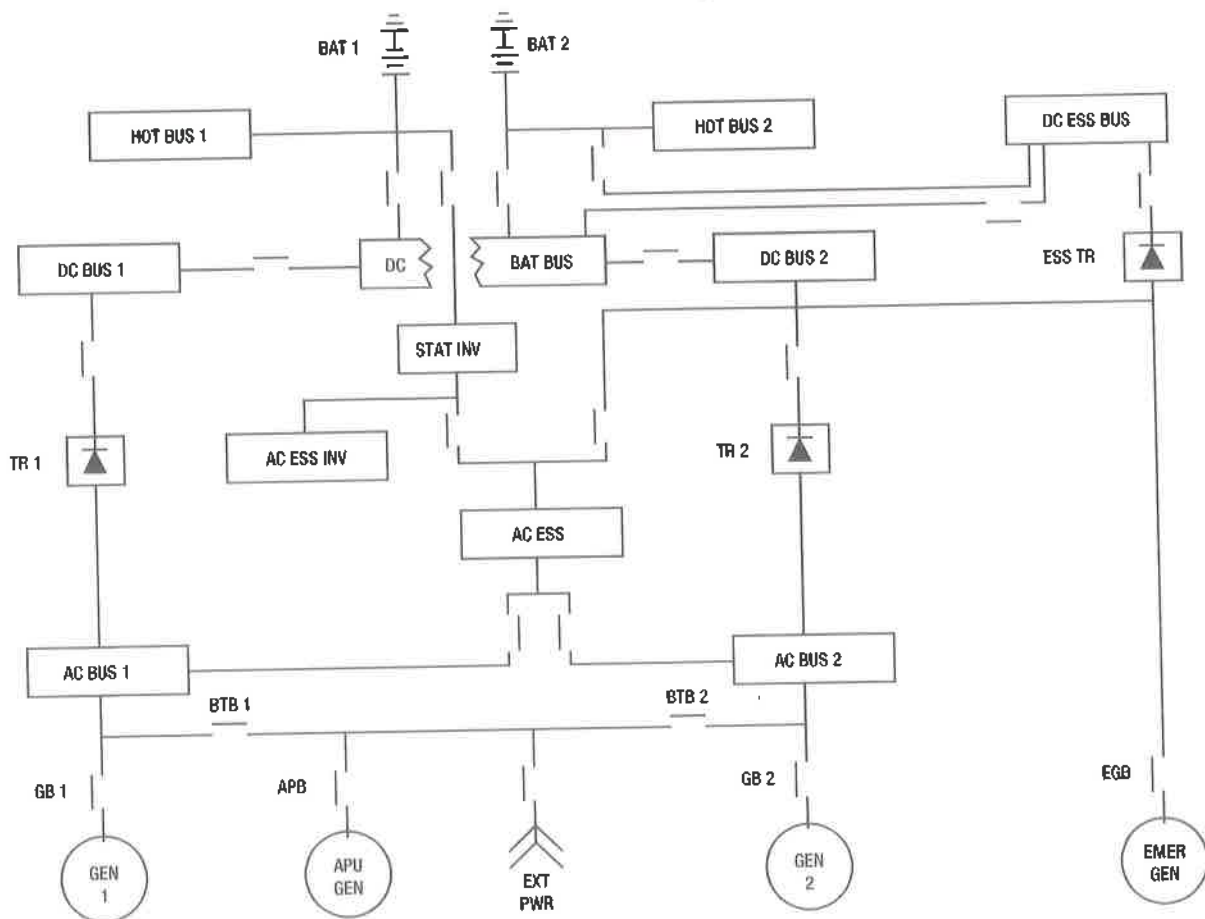 BAT 1
BAT 2
HOT BUS 1
HOT BUS 2
DC ESS BUS
DC BUS 1
DC
BAT BUS
DC BUS 2
ESS TR
STAT INV
AC ESS INV
TR 1
TR 2
AC ESS
AC BUS 1
AC BUS 2
BTB 1
BTB 2
GB 1
APB
GB 2
EGB
GEN
1
APU
GEN
EXT
PWR
GEN
2
EMER
GEN